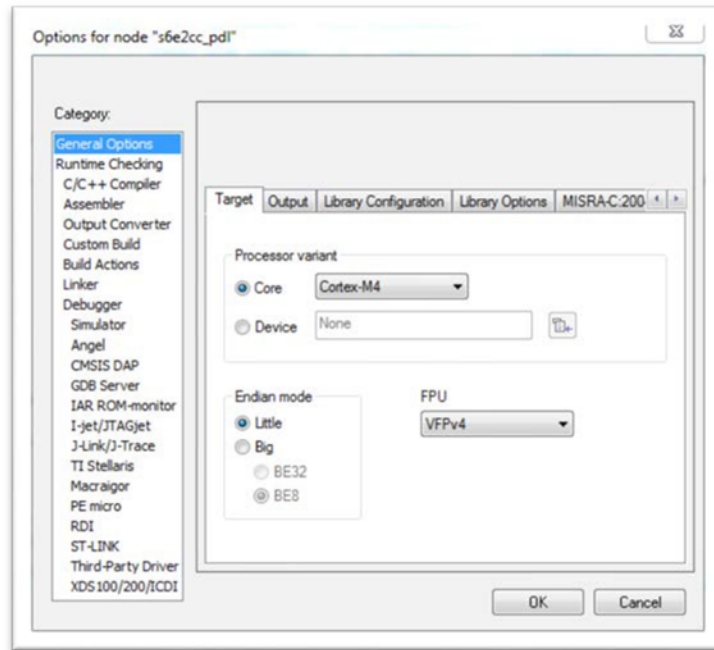 Options for node "s6e2cc_pdl"
Category:
General Options
Runtime Checking
C/C++ Compiler
Assembler
Output Converter
Custom Build
Build Actions
Linker
Debugger
Simulator
Angel
CMSIS DAP
GDB Server
IAR ROM-monitor
I-jet/JTAGjet
J-Link/J-Trace
TI Stellaris
Macraigor
PE micro
RDI
ST-LINK
Third-Party Driver
XDS100/200/ICDI
Target Output Library Configuration Library Options MISRA-C:200
Processor variant
Core Cortex-M4
Device None
Endian mode
Little
Big
BE32
BE8
FPU
VFPv4
OK Cancel